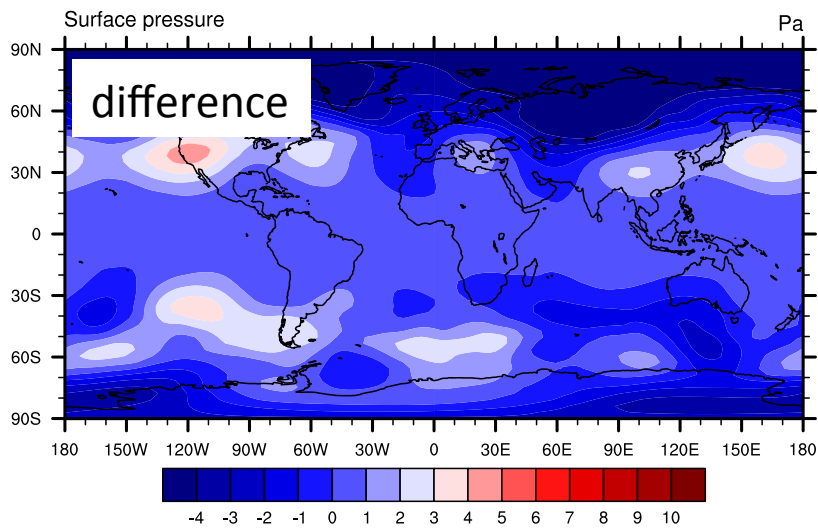 Surface pressure Pa
90N
difference
60N
30N
0
30S
60S
90S
180 150W 120W 90W 60W 30W 0 30E 60E 90E 120E 150E 180
-4 -3 -2 -1 0 1 2 3 4 5 6 7 8 9 10